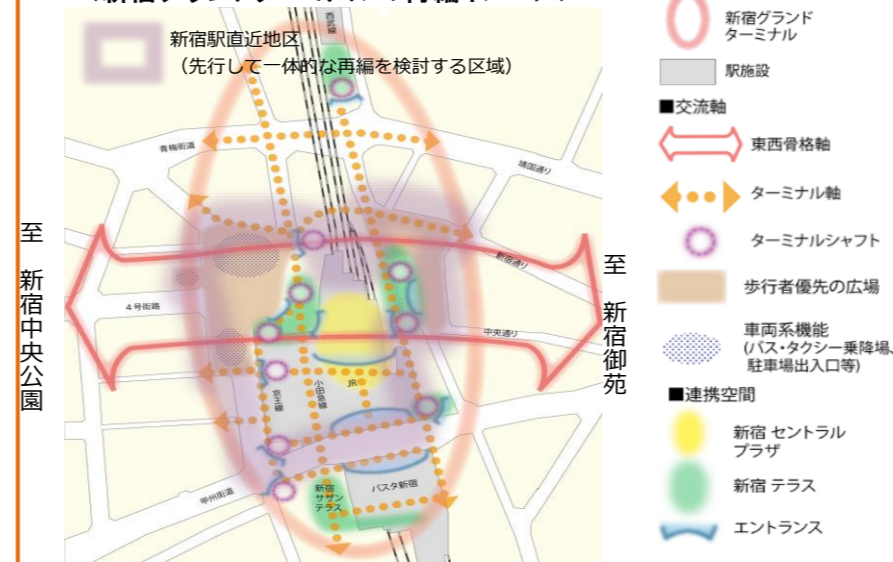 新宿駅直近地区
（先行して一体的な再編を検討する区域）
西武線
青梅街道
靖国通り
新宿通り
4号街路
中央通り
京王線
小田急線
JR
甲州街道
新宿
サザン
テラス
バスタ新宿
至 新宿中央公園
至 新宿御苑
新宿グランド
ターミナル
駅施設
■交流軸
東西骨格軸
ターミナル軸
ターミナルシャフト
歩行者優先の広場
車両系機能
(バス・タクシー乗降場、
駐車場出入口等)
■連携空間
新宿 セントラル
プラザ
新宿 テラス
エントランス